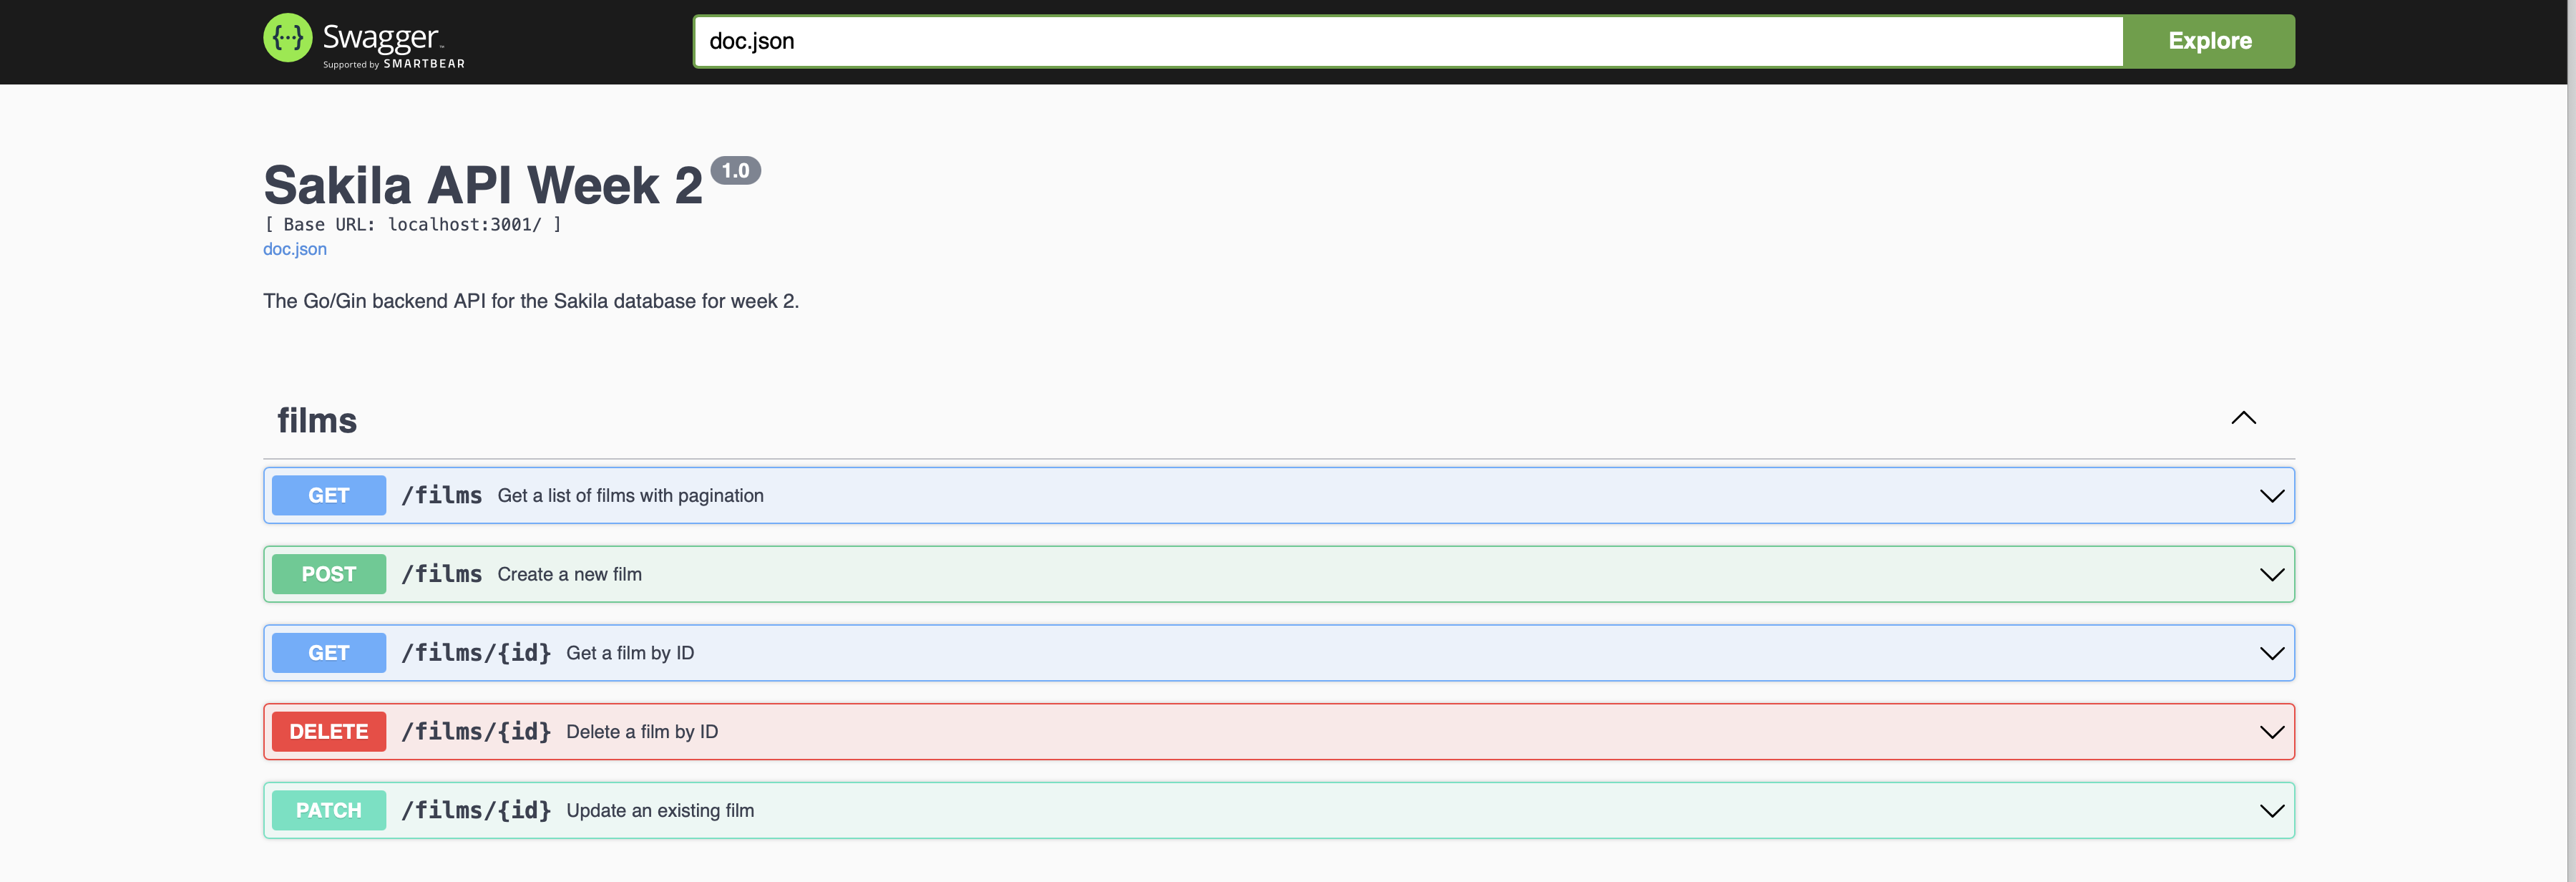 {···} Swagger™
Supported by SMARTBEAR
doc.json
Explore
Sakila API Week 2 1.0
[ Base URL: localhost:3001/ ]
doc.json
The Go/Gin backend API for the Sakila database for week 2.
films
GET /films Get a list of films with pagination
POST /films Create a new film
GET /films/{id} Get a film by ID
DELETE /films/{id} Delete a film by ID
PATCH /films/{id} Update an existing film